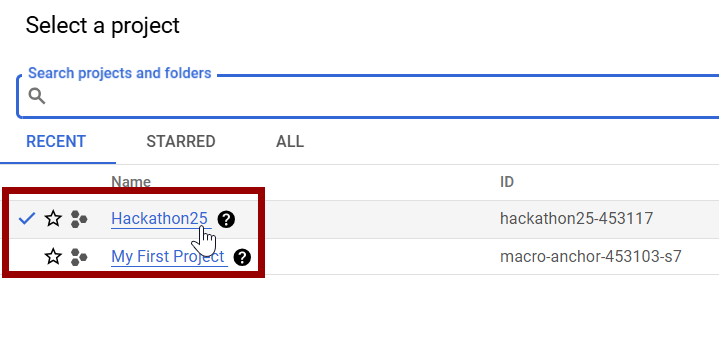 Select a project
Search projects and folders
RECENT STARRED ALL
Name ID
Hackathon25 ? hackathon25-453117
My First Project ? macro-anchor-453103-s7